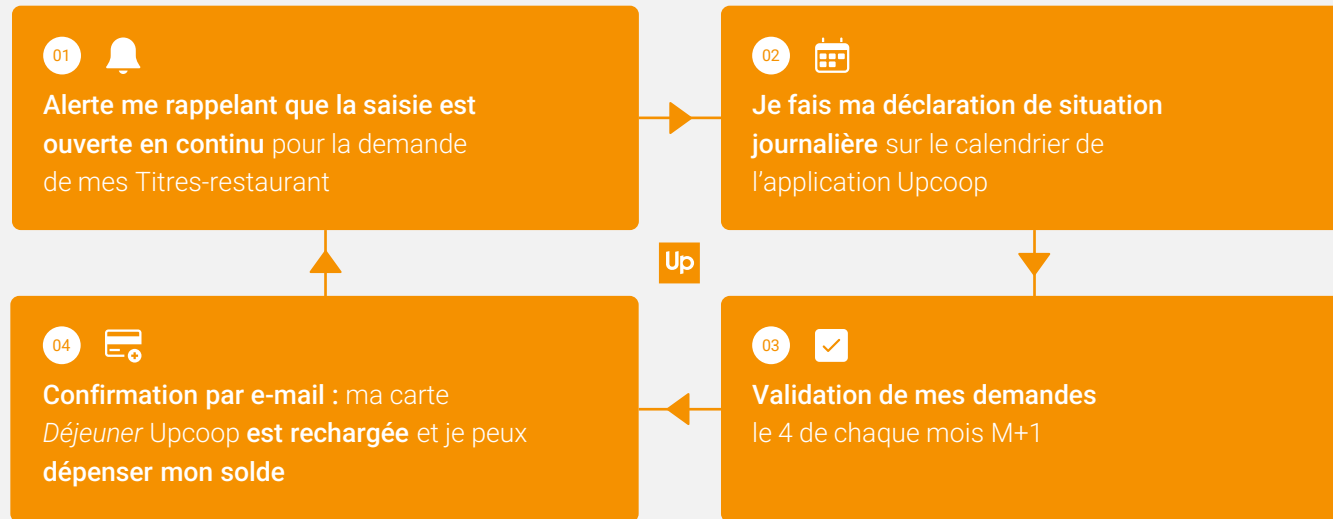 01
Alerte me rappelant que la saisie est
ouverte en continu pour la demande
de mes Titres-restaurant
02
Je fais ma déclaration de situation
journalière sur le calendrier de
l’application Upcoop
Up
04
Confirmation par e-mail : ma carte
Déjeuner Upcoop est rechargée et je peux
dépenser mon solde
03
Validation de mes demandes
le 4 de chaque mois M+1